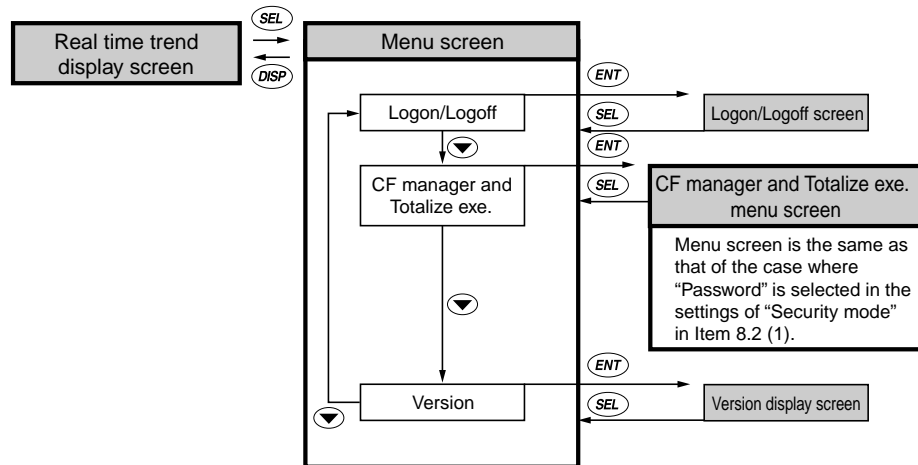 SEL
Real time trend
display screen
DISP
Menu screen
Logon/Logoff
ENT
SEL
Logon/Logoff screen
CF manager and
Totalize exe.
ENT
SEL
CF manager and Totalize exe.
menu screen
Menu screen is the same as
that of the case where
“Password” is selected in the
settings of “Security mode”
in Item 8.2 (1).
Version
ENT
SEL
Version display screen